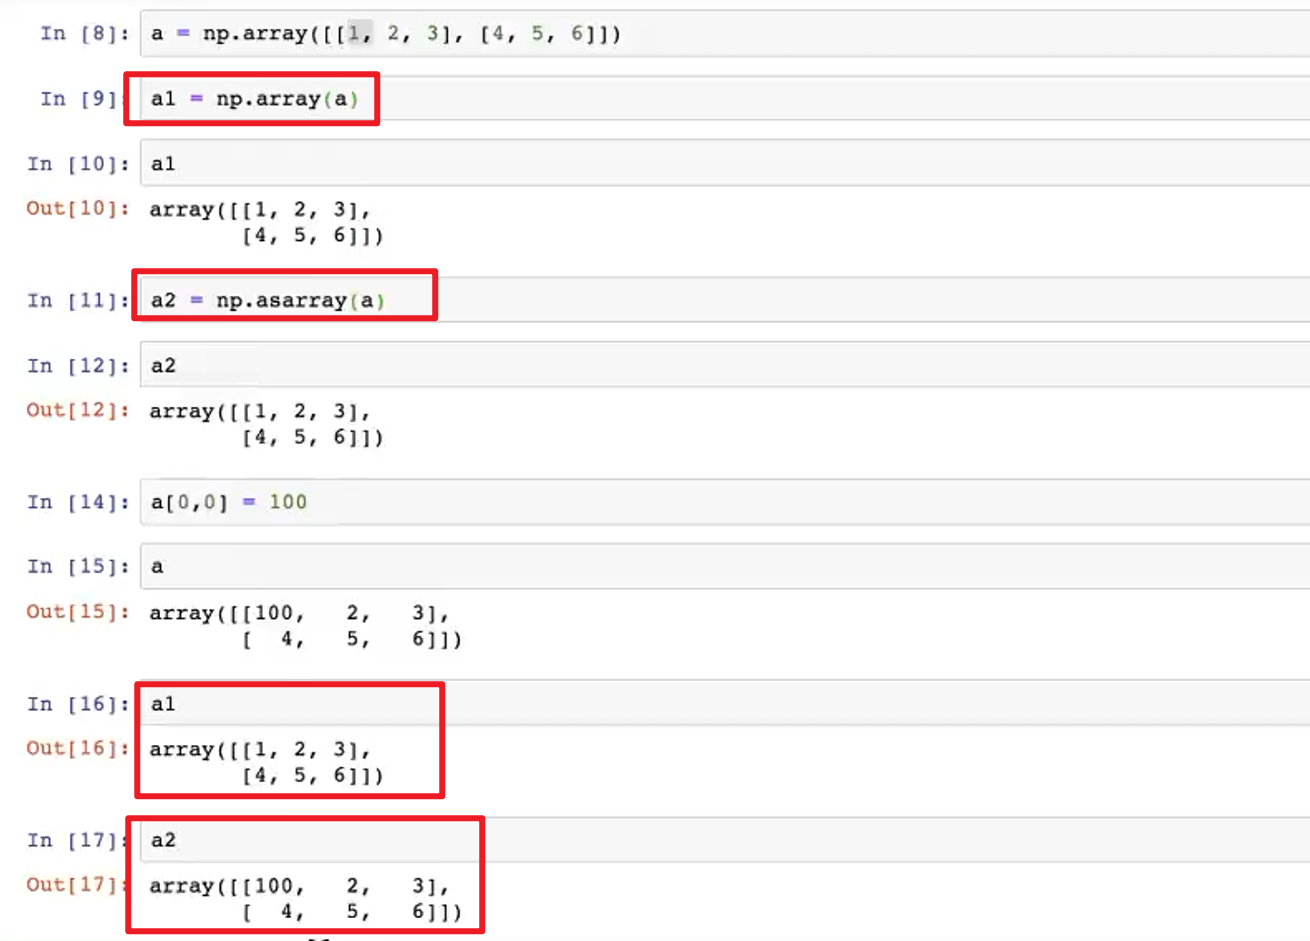 In [8]: a = np.array([[1, 2, 3], [4, 5, 6]])
In [9]: a1 = np.array(a)
In [10]: a1
Out[10]: array([[1, 2, 3],
[4, 5, 6]])
In [11]: a2 = np.asarray(a)
In [12]: a2
Out[12]: array([[1, 2, 3],
[4, 5, 6]])
In [14]: a[0,0] = 100
In [15]: a
Out[15]: array([[100, 2, 3],
[ 4, 5, 6]])
In [16]: a1
Out[16]: array([[1, 2, 3],
[4, 5, 6]])
In [17]: a2
Out[17]: array([[100, 2, 3],
[ 4, 5, 6]])